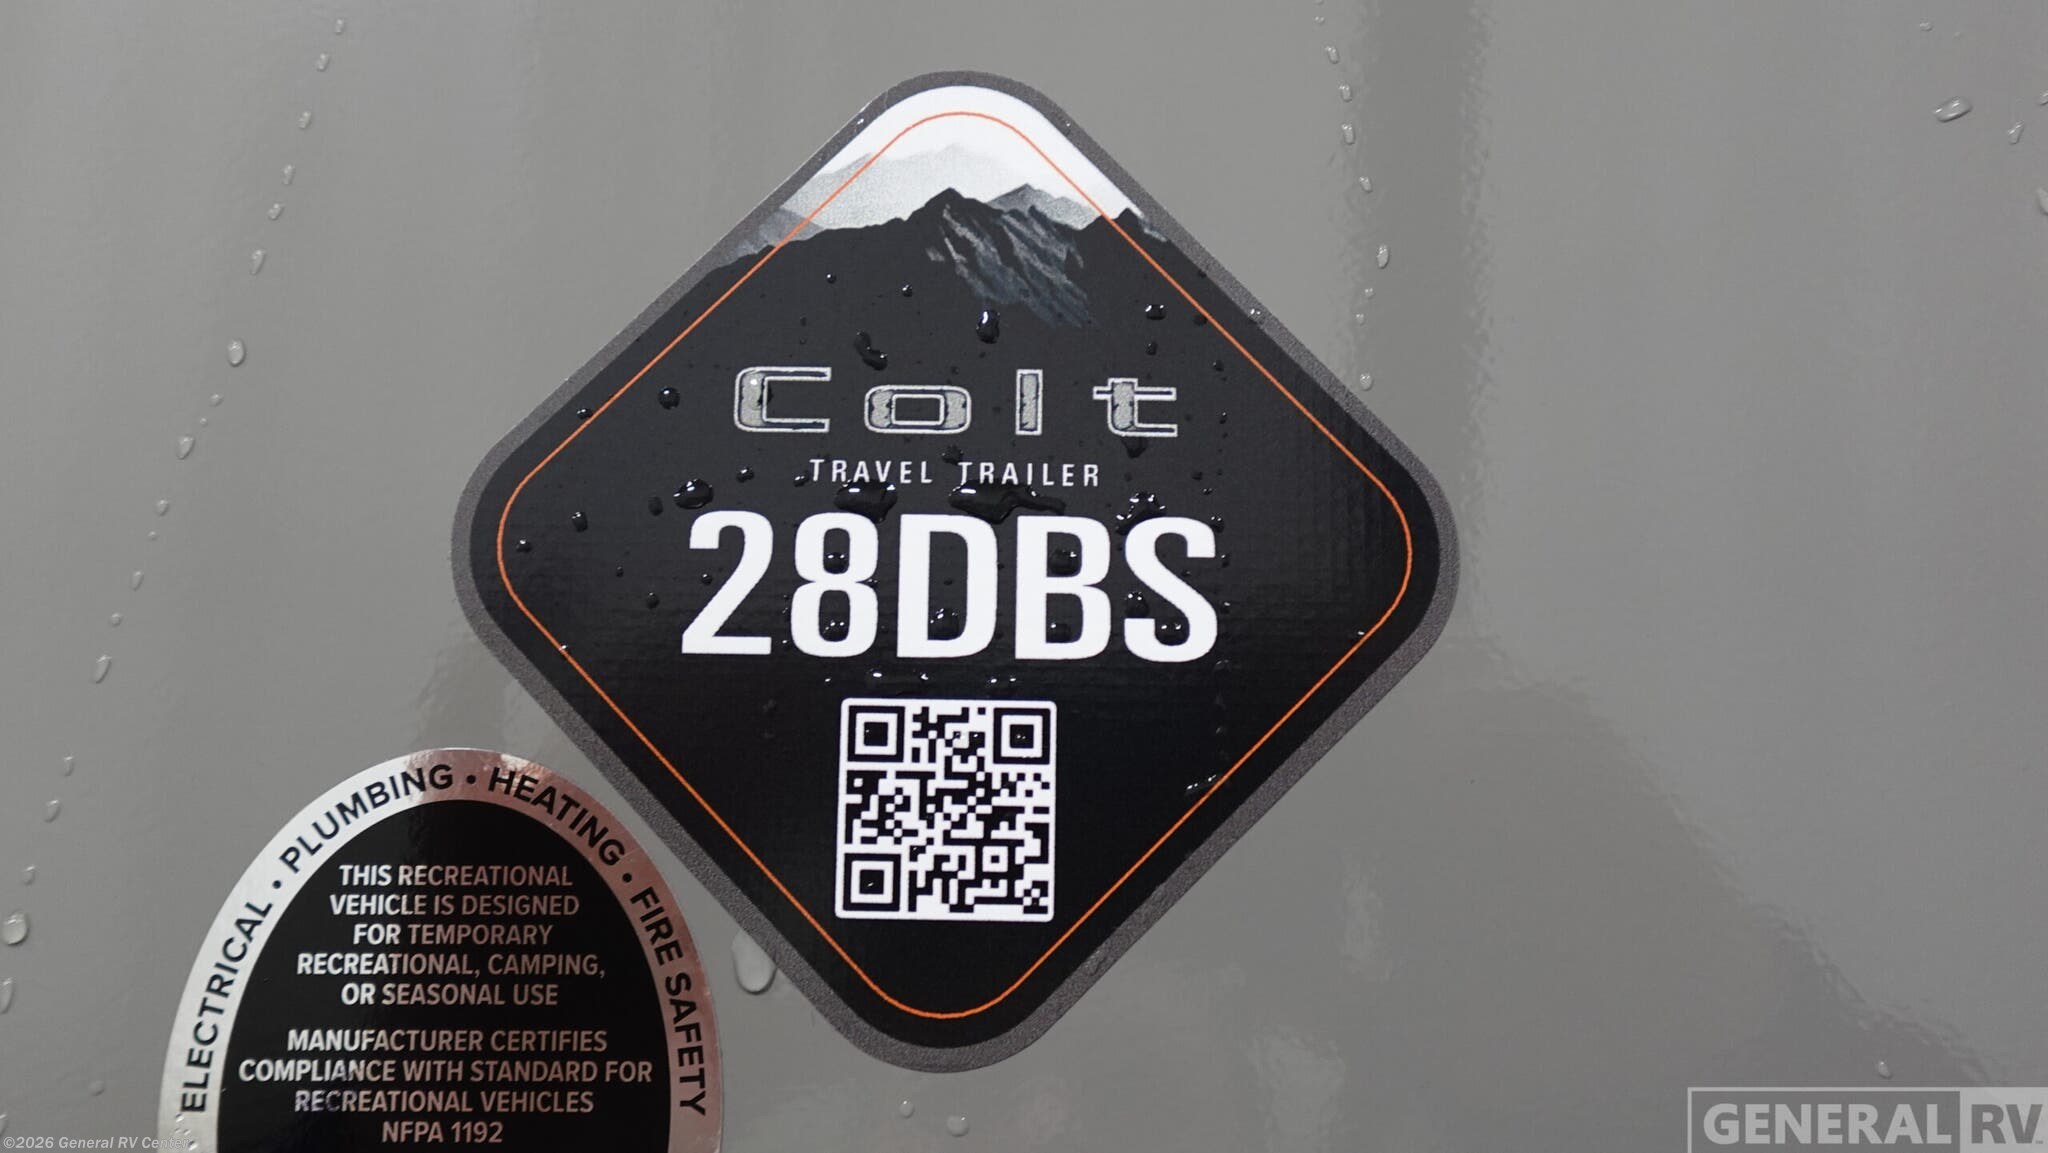 Colt
TRAVEL TRAILER
28DBS
ELECTRICAL • PLUMBING • HEATING • FIRE SAFETY
THIS RECREATIONAL
VEHICLE IS DESIGNED
FOR TEMPORARY
RECREATIONAL, CAMPING,
OR SEASONAL USE
MANUFACTURER CERTIFIES
COMPLIANCE WITH STANDARD FOR
RECREATIONAL VEHICLES
NFPA 1192
©2026 General RV Center
GENERAL RV